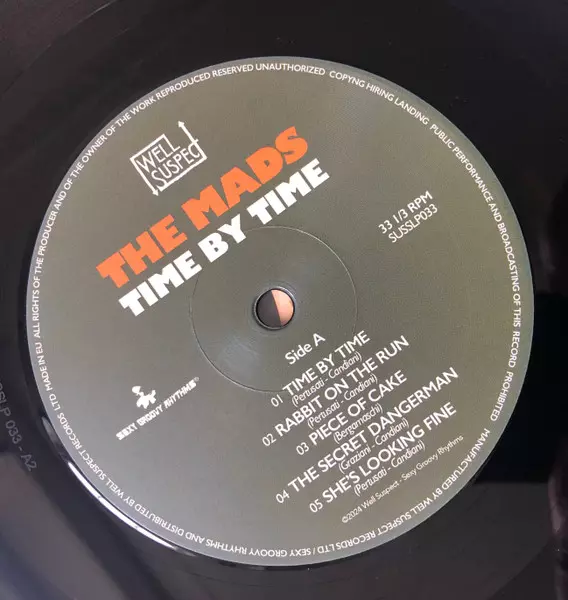 WELL
SUSPECT
THE MADS
TIME BY TIME
33 1/3 RPM
SUSSLP033
Side A
01 TIME BY TIME
(Pertusati - Candiani)
02 RABBIT ON THE RUN
(Pertusati - Candiani)
03 PIECE OF CAKE
(Bergamaschi)
04 THE SECRET DANGERMAN
(Graziani - Candiani)
05 SHE'S LOOKING FINE
(Pertusati - Candiani)
©2024 Well Suspect - Sexy Groovy Rhythms
SEXY GROOVY RHYTHMS©
ALL RIGHTS OF THE PRODUCER AND OF THE OWNER OF THE WORK REPRODUCED RESERVED UNAUTHORIZED COPYNG HIRING LANDING PUBLIC PERFORMANCE AND BROADCASTING OF THIS RECORD PROHIBITED
MANUFACTURED BY WELL SUSPECT RECORDS LTD / SEXY GROOVY RHYTHMS AND DISTRIBUTED BY WELL SUSPECT RECORDS LTD MADE IN EU
033 - A2